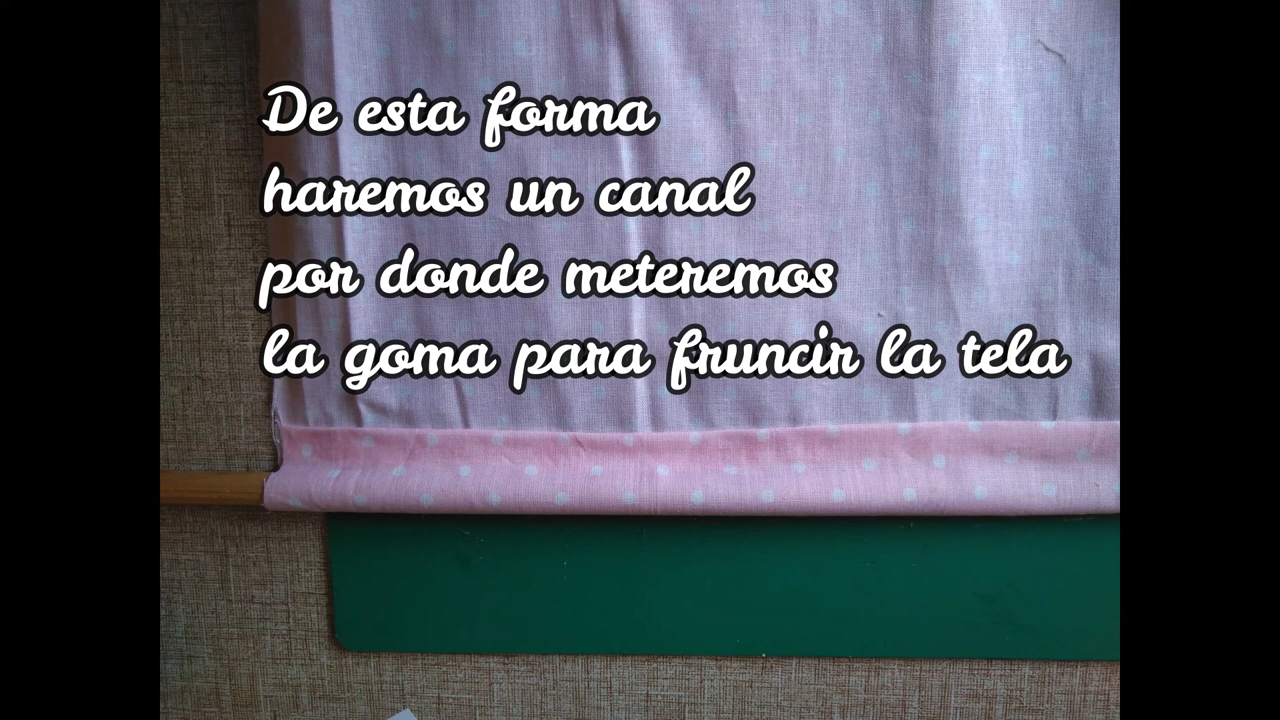 De esta forma
haremos un canal
por donde meteremos
la goma para fruncir la tela